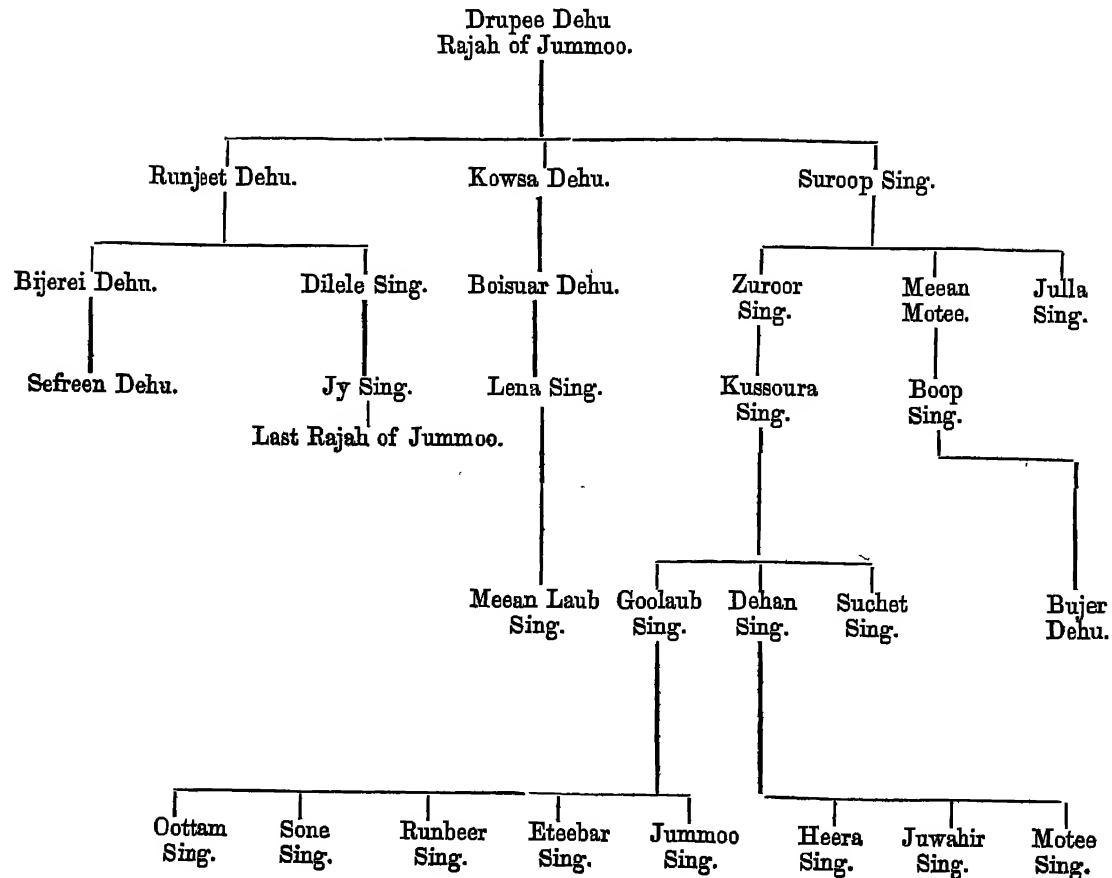 Drupee Dehu
Rajah of Jummoo.
Runjeet Dehu.
Kowsa Dehu.
Suroop Sing.
Bijerei Dehu.
Dilele Sing.
Boisuar Dehu.
Zuroor
Sing.
Meean
Motee.
Julla
Sing.
Sefreen Dehu.
Jy Sing.
Last Rajah of Jummoo.
Lena Sing.
Kussoura
Sing.
Boop
Sing.
Meean Laub
Sing.
Goolaub
Sing.
Dehan
Sing.
Suchet
Sing.
Bujer
Dehu.
Oottam
Sing.
Sone
Sing.
Runbeer
Sing.
Eteebar
Sing.
Jummoo
Sing.
Heera
Sing.
Juwahir
Sing.
Motee
Sing.